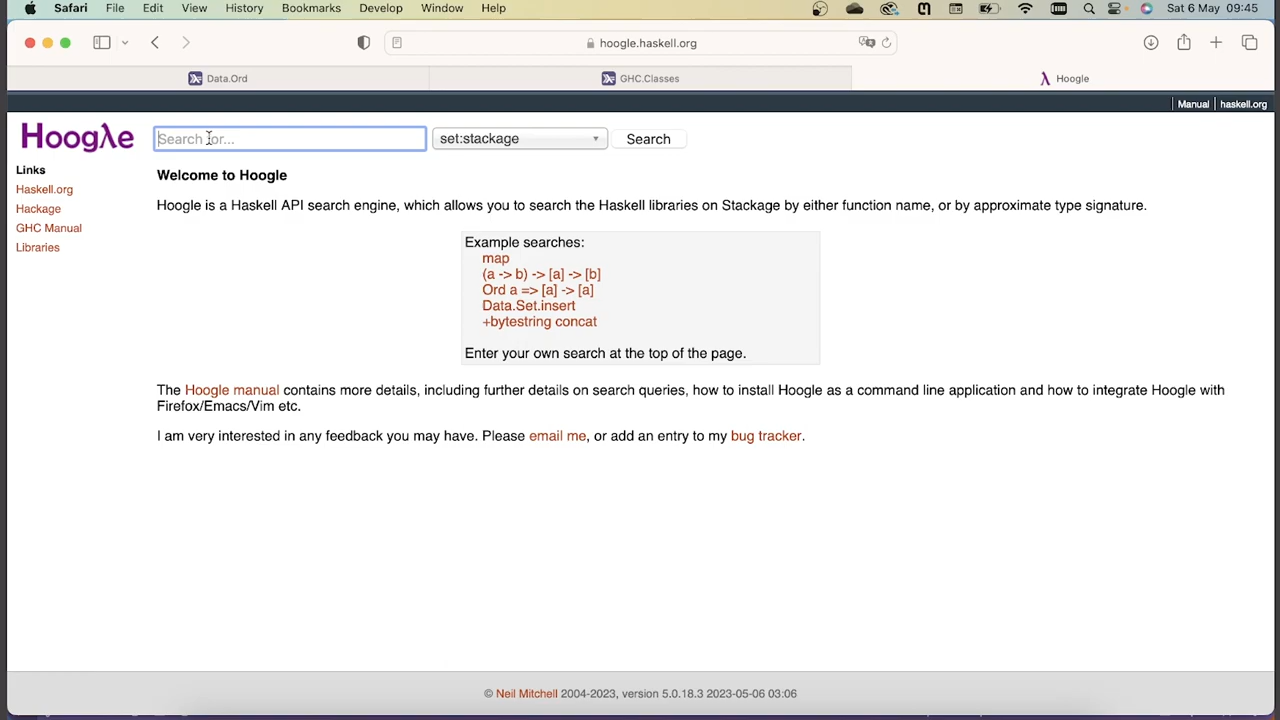 Safari File Edit View History Bookmarks Develop Window Help Sat 6 May 09:45
hoogle.haskell.org
Data.Ord GHC.Classes Hoogle
Manual haskell.org
Hoogλe Search for... set:stackage Search
Links
Haskell.org
Hackage
GHC Manual
Libraries
Welcome to Hoogle
Hoogle is a Haskell API search engine, which allows you to search the Haskell libraries on Stackage by either function name, or by approximate type signature.
Example searches:
map
(a -> b) -> [a] -> [b]
Ord a => [a] -> [a]
Data.Set.insert
+bytestring concat
Enter your own search at the top of the page.
The Hoogle manual contains more details, including further details on search queries, how to install Hoogle as a command line application and how to integrate Hoogle with
Firefox/Emacs/Vim etc.
I am very interested in any feedback you may have. Please email me, or add an entry to my bug tracker.
© Neil Mitchell 2004-2023, version 5.0.18.3 2023-05-06 03:06